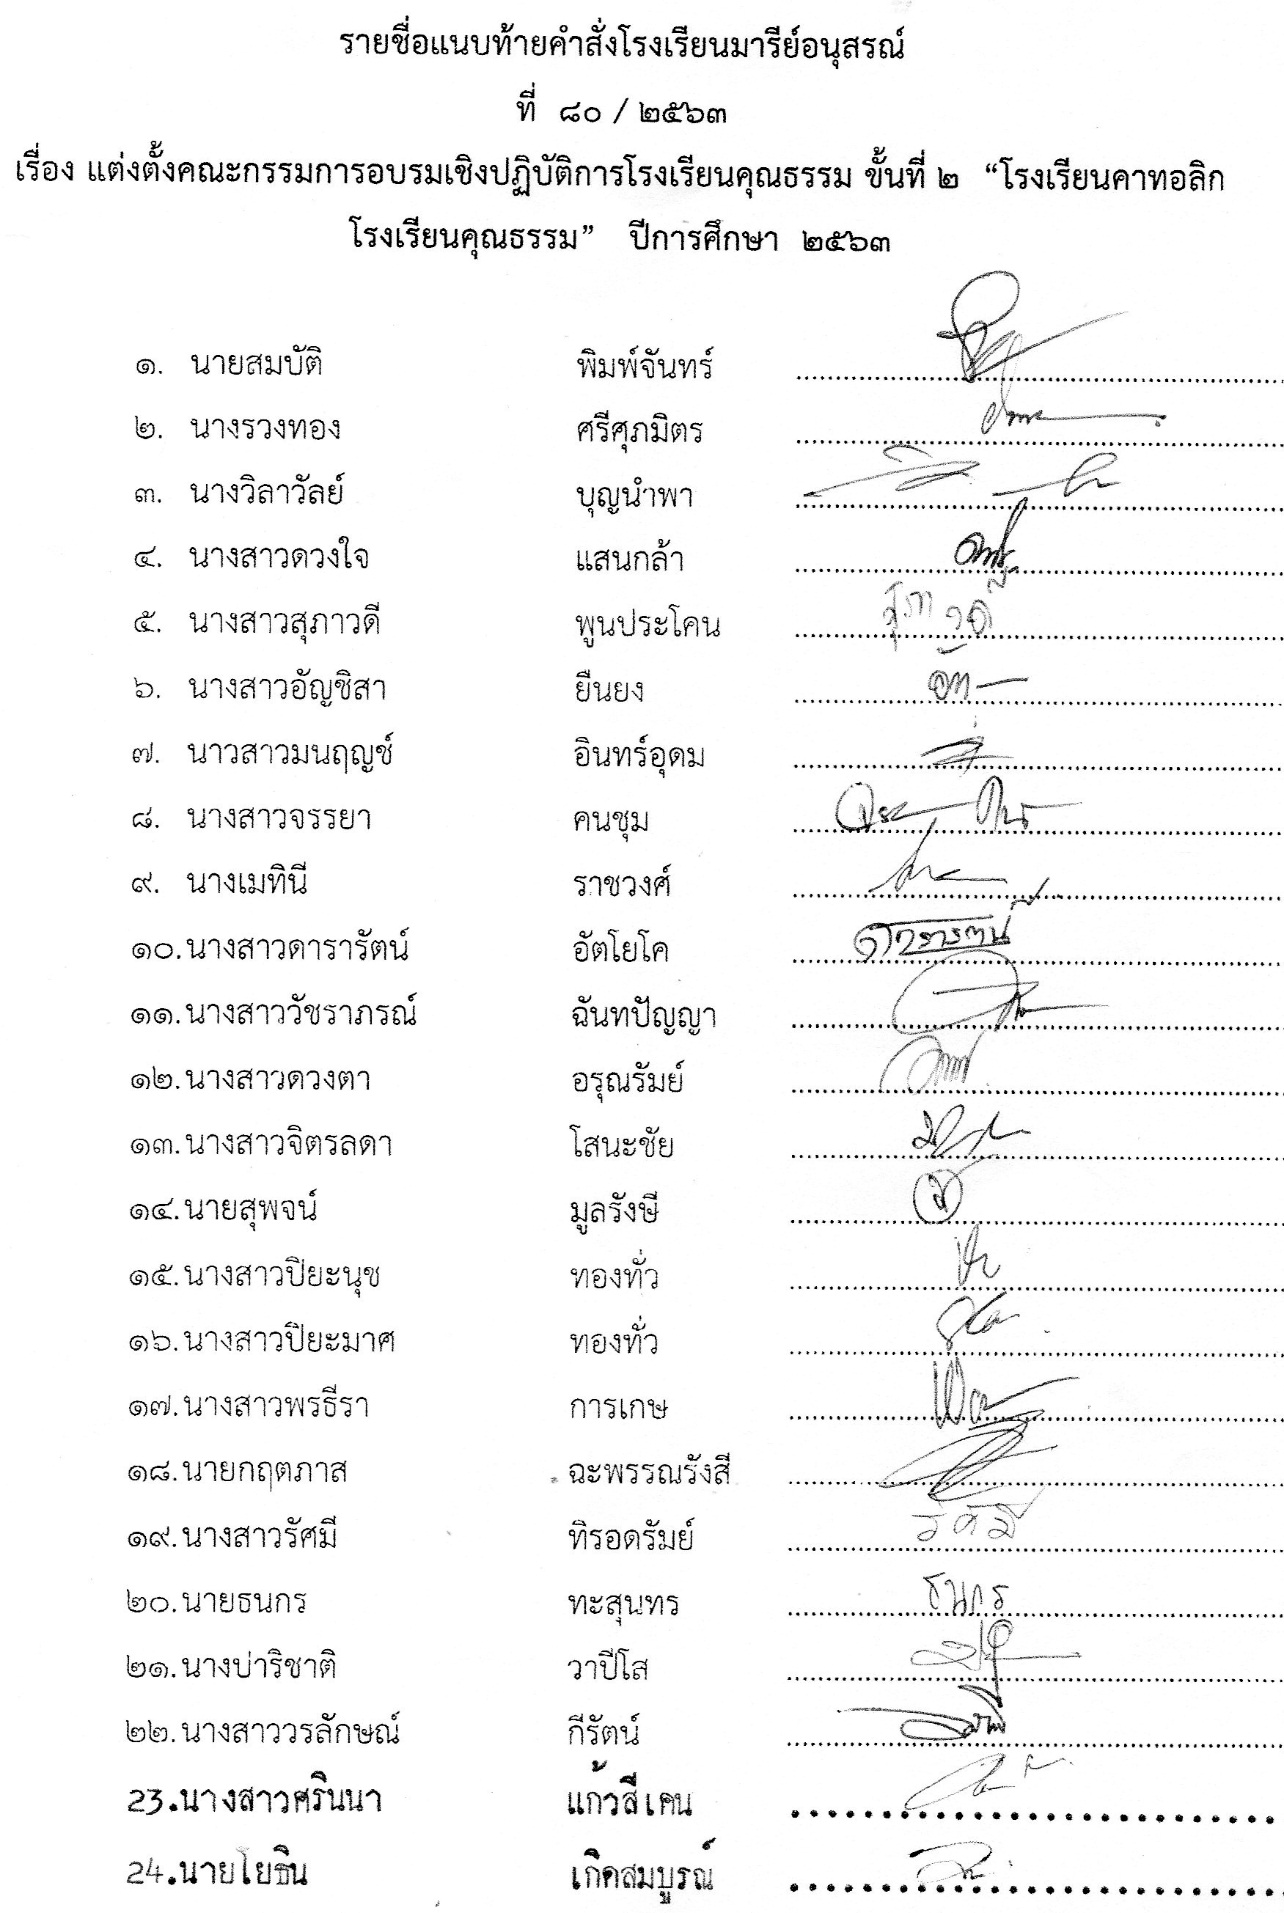 รายชื่อแนบท้ายคำสั่งโรงเรียนมารีย์อนุสรณ์
ที่ ๘๐ / ๒๕๖๓
เรื่อง แต่งตั้งคณะกรรมการอบรมเชิงปฏิบัติการโรงเรียนคุณธรรม ขั้นที่ ๒ “โรงเรียนคาทอลิก
โรงเรียนคุณธรรม” ปีการศึกษา ๒๕๖๓
๑. นายสมบัติ พิมพ์จันทร์
๒. นางรวงทอง ศรีศุภมิตร
๓. นางวิลาวัลย์ บุญนำพา
๔. นางสาวดวงใจ แสนกล้า
๕. นางสาวสุภาวดี พูนประโคน สุภาวดี
๖. นางสาวอัญชิสา ยืนยง
๗. นาวสาวมนฤญช์ อินทร์อุดม
๘. นางสาวจรรยา คนชุม
๙. นางเมทินี ราชวงศ์
๑๐.นางสาวดารารัตน์ อัตโยโค ดารารัตน์
๑๑.นางสาววัชราภรณ์ ฉันทปัญญา
๑๒.นางสาวดวงตา อรุณรัมย์
๑๓.นางสาวจิตรลดา โสนะชัย
๑๔.นายสุพจน์ มูลรังษี
๑๕.นางสาวปิยะนุช ทองทั่ว
๑๖.นางสาวปิยะมาศ ทองทั่ว
๑๗.นางสาวพรธีรา การเกษ
๑๘.นายกฤตภาส ฉะพรรณรังสี
๑๙.นางสาวรัศมี ทิรอดรัมย์ รัศมี
๒๐.นายธนกร ทะสุนทร ธนกร
๒๑.นางปาริชาติ วาปีโส
๒๒.นางสาววรลักษณ์ กีรัตน์
23.นางสาวศรินนา แก้วสีเคน
24.นายโยธิน เกิดสมบูรณ์